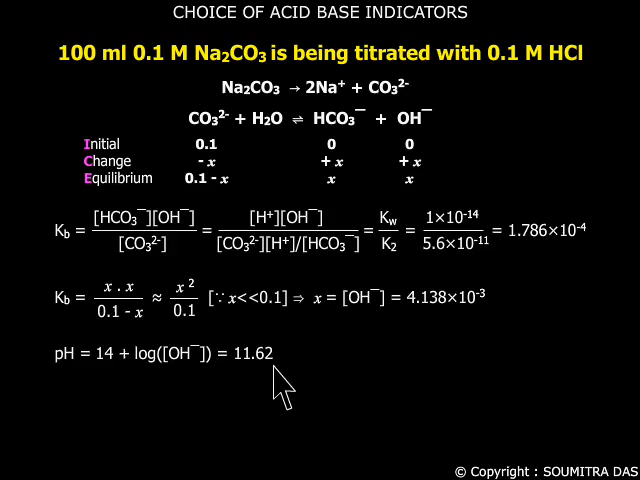 CHOICE OF ACID BASE INDICATORS
100 ml 0.1 M Na₂CO₃ is being titrated with 0.1 M HCl
Na₂CO₃ → 2Na⁺ + CO₃²⁻
CO₃²⁻ + H₂O ⇌ HCO₃¯ + OH¯
Initial 0.1 0 0
Change - x + x + x
Equilibrium 0.1 - x x x
K_b = [HCO₃¯][OH¯] / [CO₃²⁻] = [H⁺][OH¯] / [CO₃²⁻][H⁺]/[HCO₃¯] = K_w / K₂ = 1×10⁻¹⁴ / 5.6×10⁻¹¹ = 1.786×10⁻⁴
K_b = x . x / 0.1 - x ≈ x² / 0.1 [∵ x<<0.1] ⇒ x = [OH¯] = 4.138×10⁻³
pH = 14 + log([OH¯]) = 11.62
© Copyright : SOUMITRA DAS